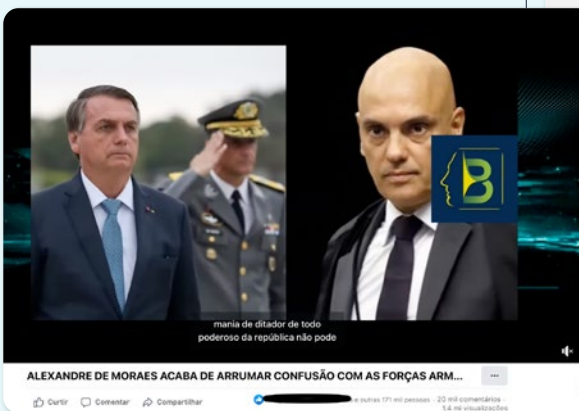 mania de ditador de todo
poderoso da república não pode
ALEXANDRE DE MORAES ACABA DE ARRUMAR CONFUSÃO COM AS FORÇAS ARM...
Curtir Comentar Compartilhar e outras 171 mil pessoas · 20 mil comentários ·
1,4 mi visualizações
B